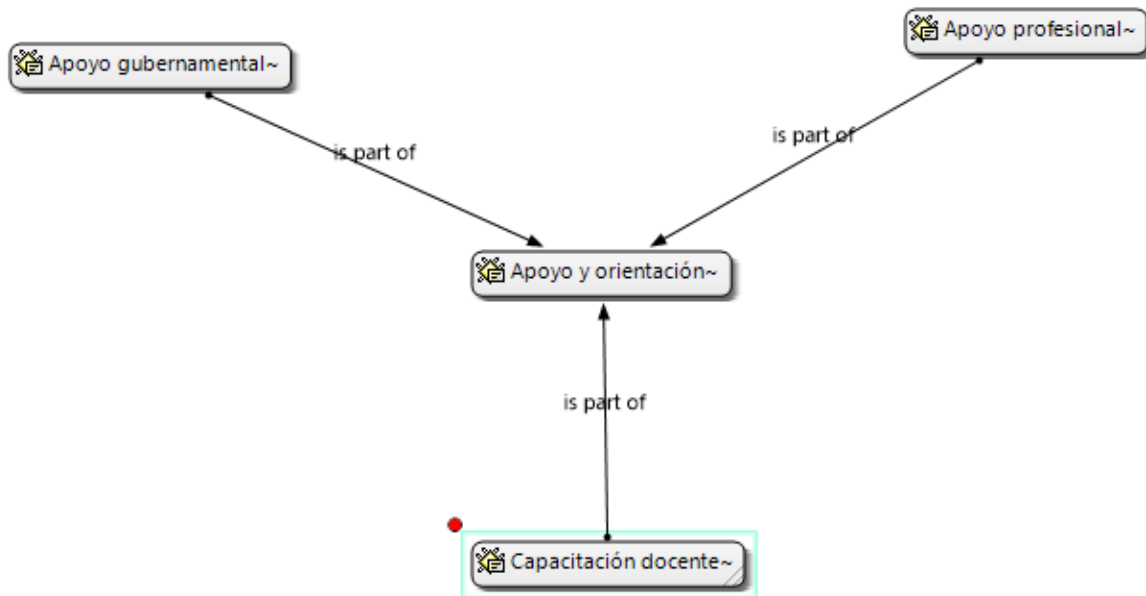 Apoyo profesional~
Apoyo gubernamental~
is part of
is part of
Apoyo y orientación~
is part of
Capacitación docente~